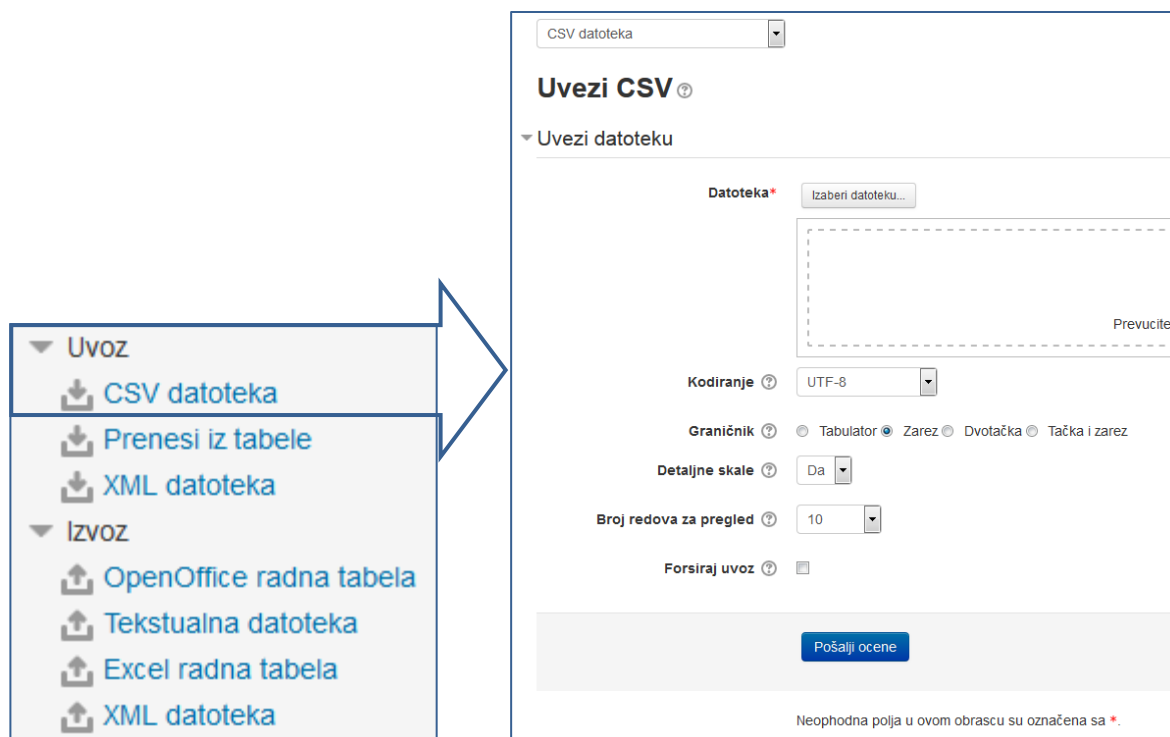 Uvoz
CSV datoteka
Prenesi iz tabele
XML datoteka
Izvoz
OpenOffice radna tabela
Tekstualna datoteka
Excel radna tabela
XML datoteka
CSV datoteka
Uvezi CSV
Uvezi datoteku
Datoteka* Izaberi datoteku...
Prevucite
Kodiranje UTF-8
Graničnik Tabulator Zarez Dvotačka Tačka i zarez
Detaljne skale Da
Broj redova za pregled 10
Forsiraj uvoz
Pošalji ocene
Neophodna polja u ovom obrascu su označena sa *.